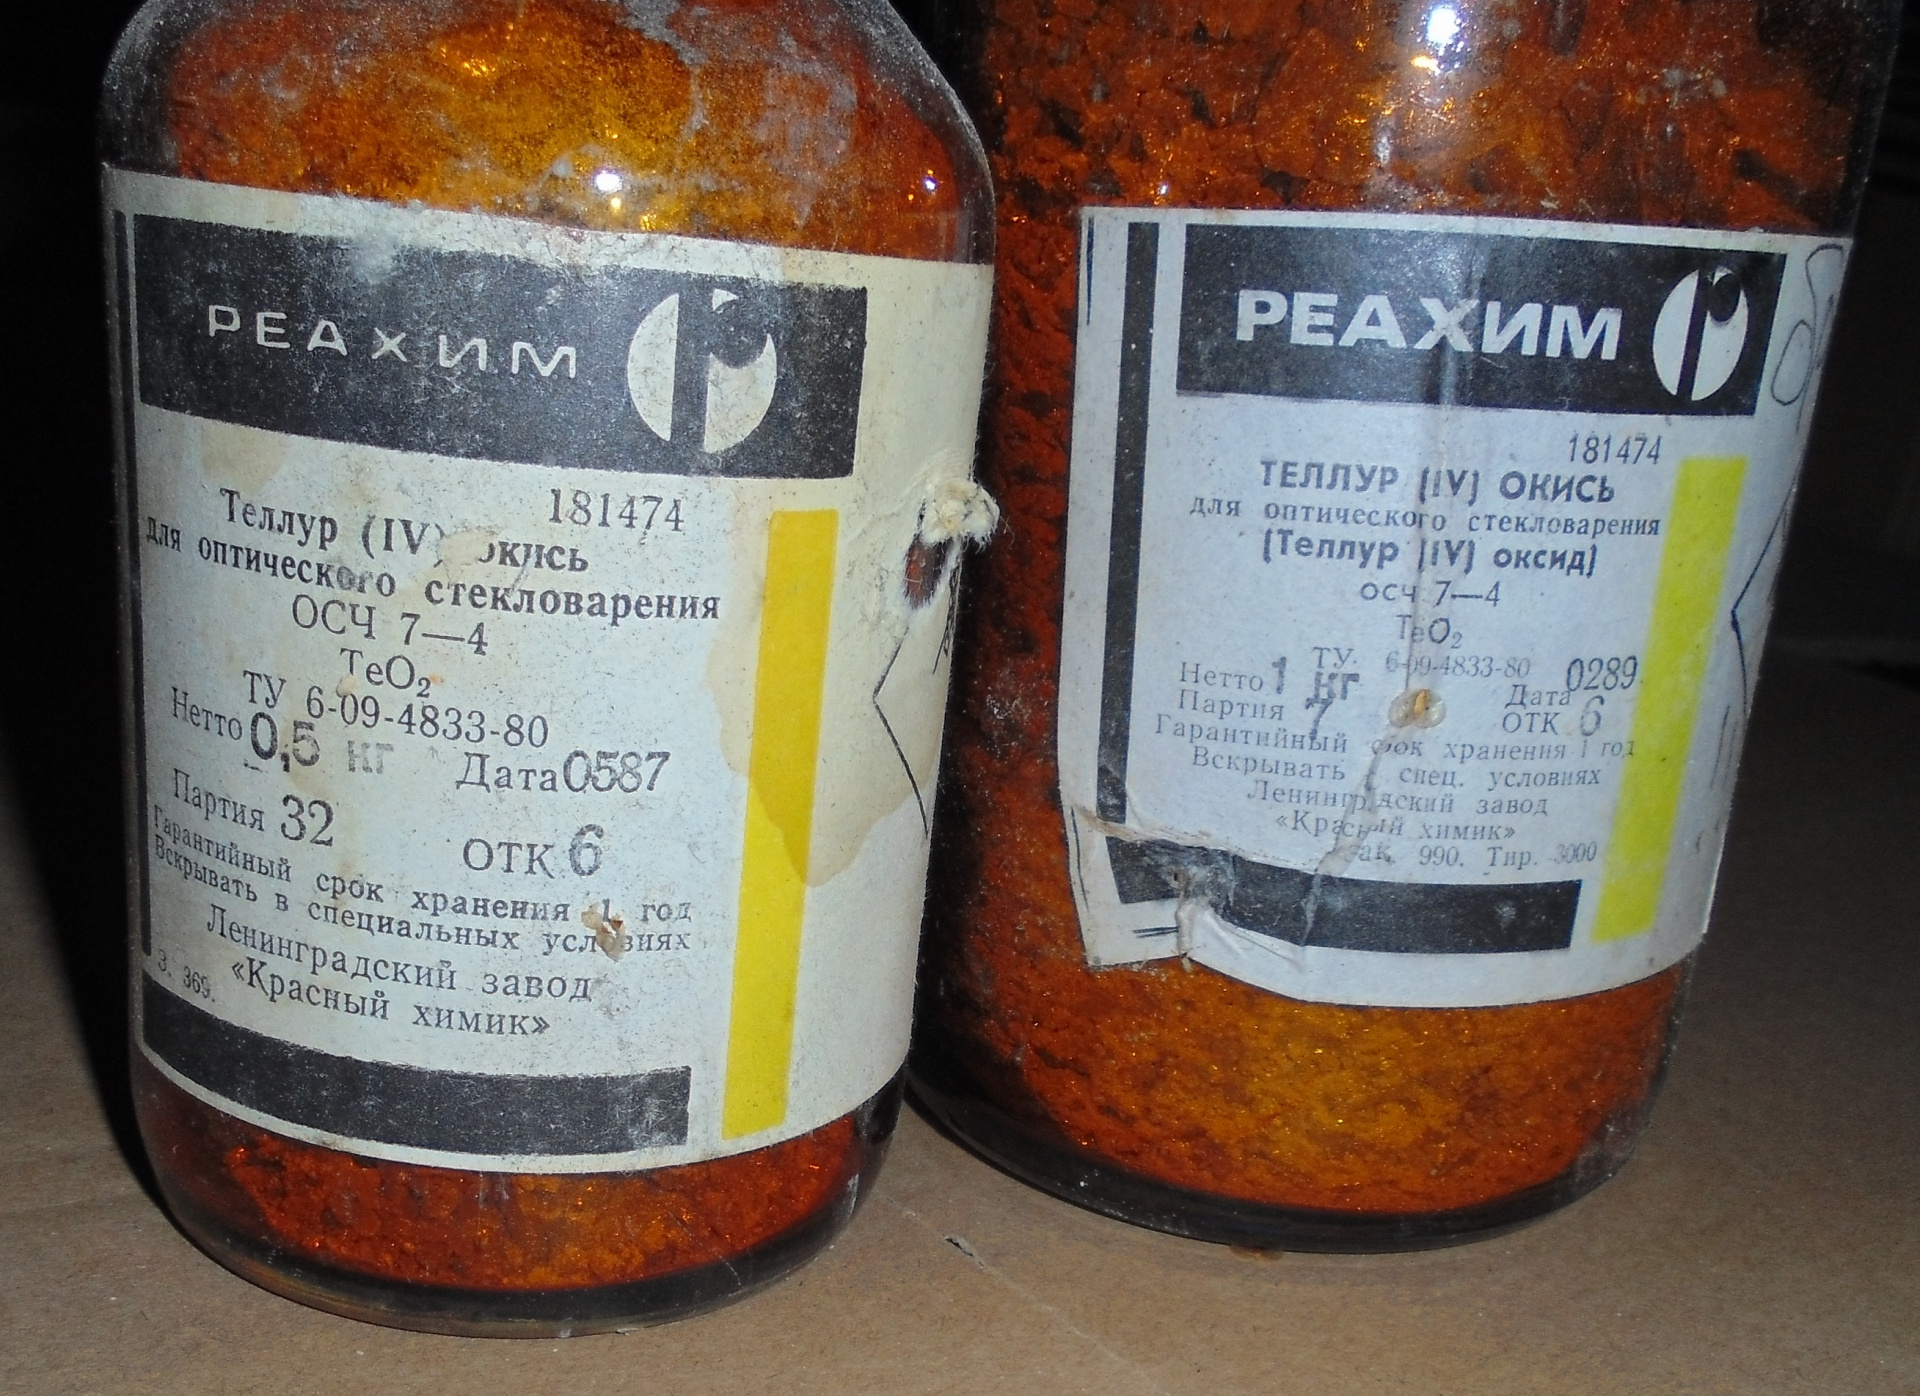 РЕАХИМ
181474
Теллур (IV) окись
для оптического стекловарения
ОСЧ 7—4
TeO2
ТУ 6-09-4833-80
Нетто 0,5 кг Дата 0587
Партия 32 ОТК 6
Гарантийный срок хранения 1 год
Вскрывать в специальных условиях
Ленинградский завод
«Красный химик»
З. 369.
РЕАХИМ
181474
ТЕЛЛУР (IV) ОКИСЬ
для оптического стекловарения
(Теллур (IV) оксид)
осч 7—4
TeO2
ТУ 6-09-4833-80
Нетто 1 кг Дата 0289
Партия 7 ОТК 6
Гарантийный срок хранения 1 год
Вскрывать спец. условиях
Ленинградский завод
«Красный химик»
Зак. 990. Тир. 3000